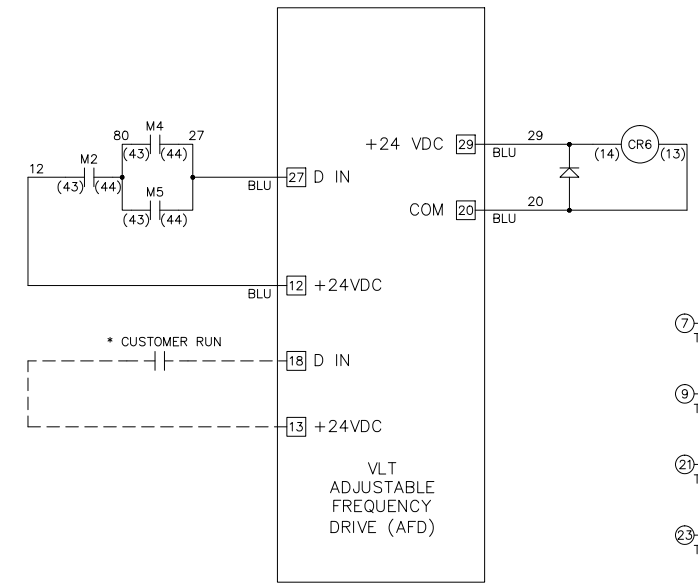 M4
80
27
(43)
(44)
M2
12
(43)
(44)
M5
(43)
(44)
BLU
27
D IN
BLU
12
+24VDC
* CUSTOMER RUN
18
D IN
13
+24VDC
+24 VDC
29
29
BLU
CR6
(14)
(13)
COM
20
20
BLU
VLT
ADJUSTABLE
FREQUENCY
DRIVE (AFD)
7
T
9
T
21
T
23
T